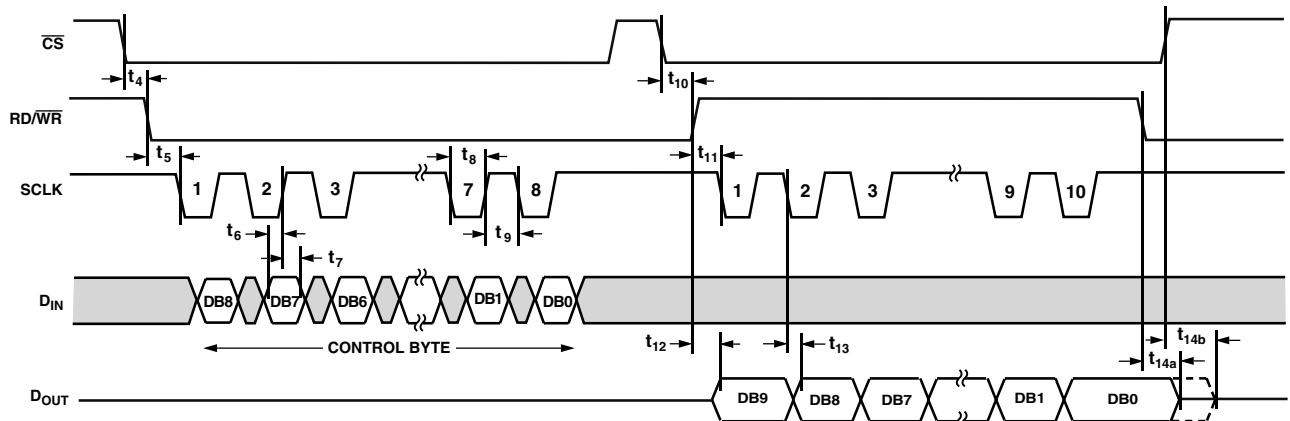 CS
t4
t10
RD/WR
t5
t8
t11
SCLK
1 2 3 7 8 1 2 3 9 10
t6
t9
t7
DIN
DB8 DB7 DB6 DB1 DB0
t12
t13
t14b
CONTROL BYTE
t14a
DOUT
DB9 DB8 DB7 DB1 DB0